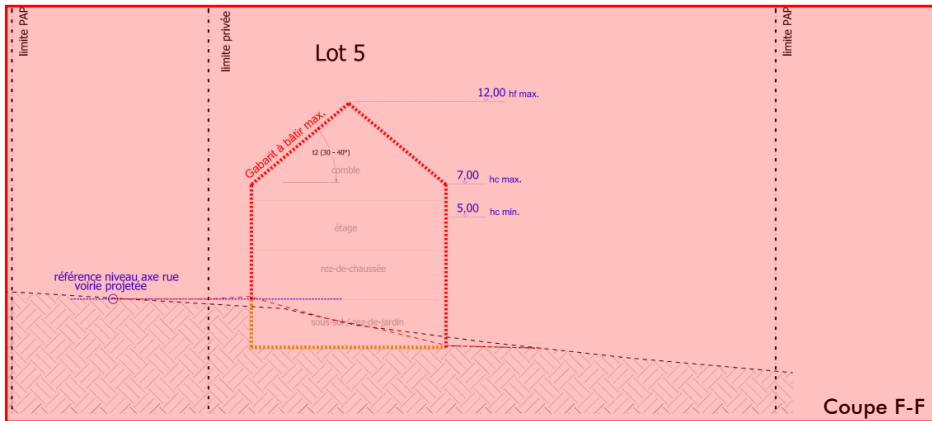 limite PAP
limite privée
limite PAP
Lot 5
12,00 hf max.
Gabarit à bâtir max.
t2 (30 - 40°)
comble
7,00 hc max.
5,00 hc min.
étage
rez-de-chaussée
référence niveau axe rue
voirie projetée
sous-sol / rez-de-jardin
Coupe F-F